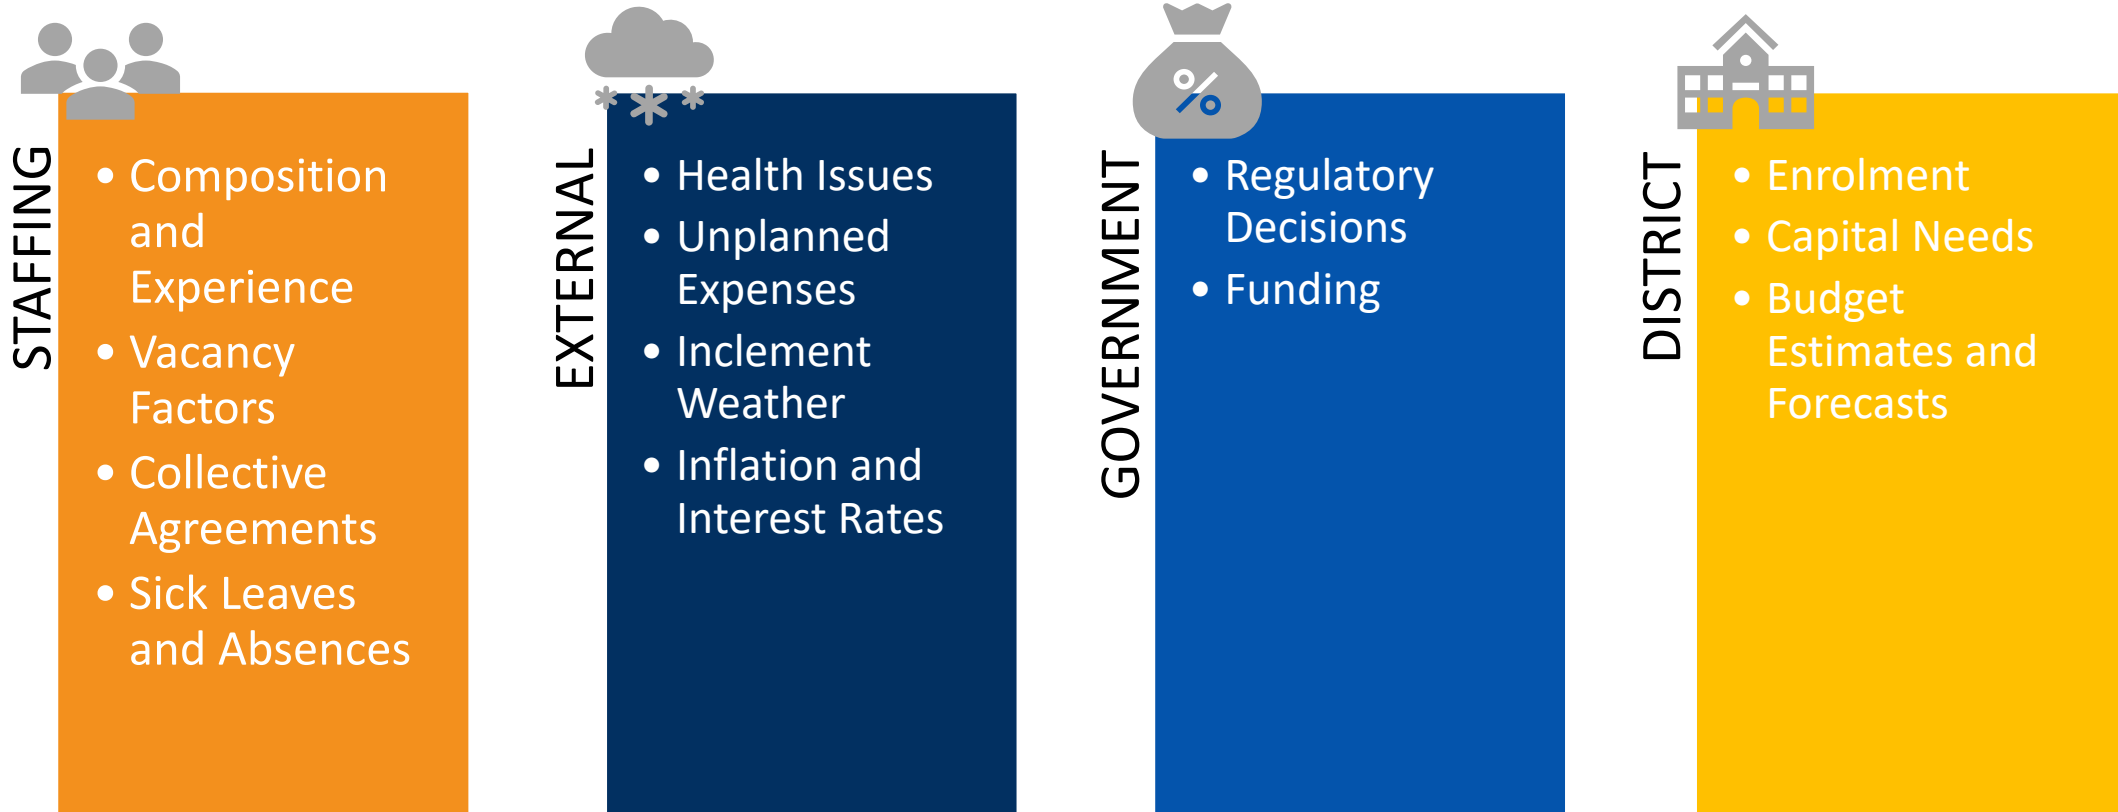 STAFFING
• Composition
and
Experience
• Vacancy
Factors
• Collective
Agreements
• Sick Leaves
and Absences
EXTERNAL
• Health Issues
• Unplanned
Expenses
• Inclement
Weather
• Inflation and
Interest Rates
GOVERNMENT
%
• Regulatory
Decisions
• Funding
DISTRICT
• Enrolment
• Capital Needs
• Budget
Estimates and
Forecasts